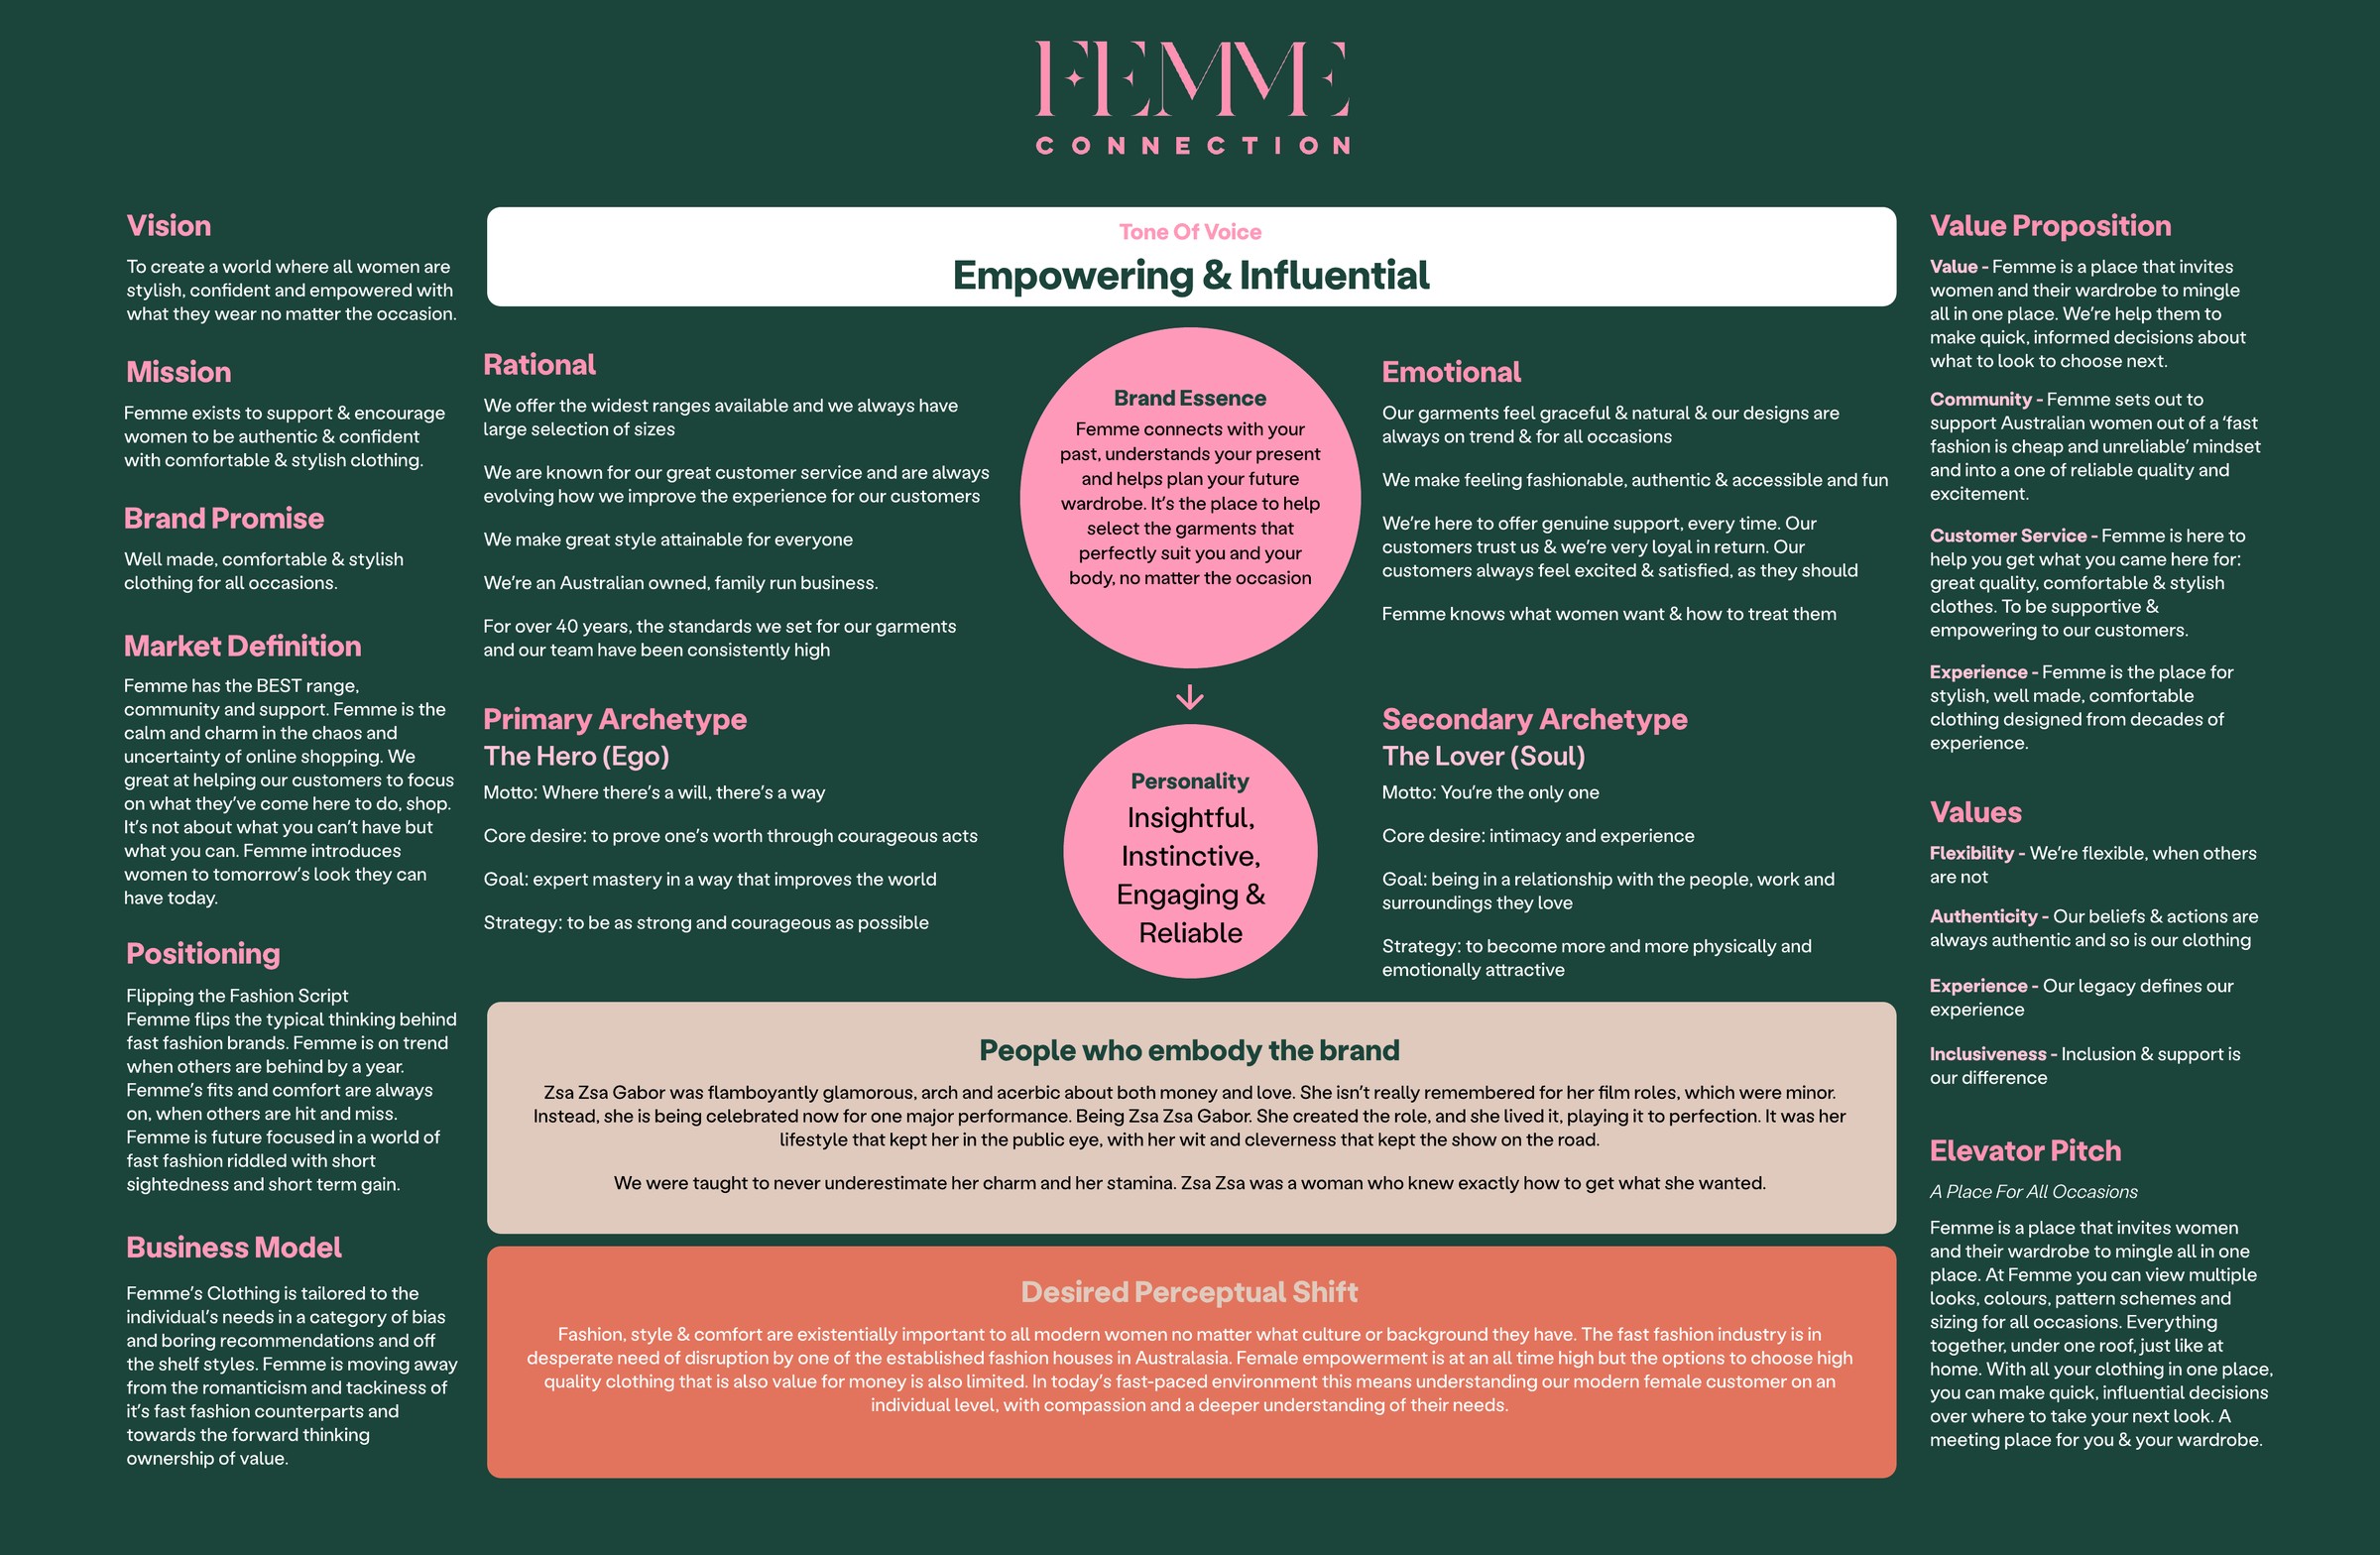 FEMME
CONNECTION
Vision
To create a world where all women are
stylish, confident and empowered with
what they wear no matter the occasion.
Mission
Femme exists to support & encourage
women to be authentic & confident
with comfortable & stylish clothing.
Brand Promise
Well made, comfortable & stylish
clothing for all occasions.
Market Definition
Femme has the BEST range,
community and support. Femme is the
calm and charm in the chaos and
uncertainty of online shopping. We
great at helping our customers to focus
on what they've come here to do, shop.
It's not about what you can't have but
what you can. Femme introduces
women to tomorrow's look they can
have today.
Positioning
Flipping the Fashion Script
Femme flips the typical thinking behind
fast fashion brands. Femme is on trend
when others are behind by a year.
Femme's fits and comfort are always
on, when others are hit and miss.
Femme is future focused in a world of
fast fashion riddled with short
sightedness and short term gain.
Business Model
Femme's Clothing is tailored to the
individual's needs in a category of bias
and boring recommendations and off
the shelf styles. Femme is moving away
from the romanticism and tackiness of
it's fast fashion counterparts and
towards the forward thinking
ownership of value.
Tone Of Voice
Empowering & Influential
Rational
We offer the widest ranges available and we always have
large selection of sizes
We are known for our great customer service and are always
evolving how we improve the experience for our customers
We make great style attainable for everyone
We're an Australian owned, family run business.
For over 40 years, the standards we set for our garments
and our team have been consistently high
Brand Essence
Femme connects with your
past, understands your present
and helps plan your future
wardrobe. It's the place to help
select the garments that
perfectly suit you and your
body, no matter the occasion
Emotional
Our garments feel graceful & natural & our designs are
always on trend & for all occasions
We make feeling fashionable, authentic & accessible and fun
We're here to offer genuine support, every time. Our
customers trust us & we're very loyal in return. Our
customers always feel excited & satisfied, as they should
Femme knows what women want & how to treat them
Primary Archetype
The Hero (Ego)
Motto: Where there's a will, there's a way
Core desire: to prove one's worth through courageous acts
Goal: expert mastery in a way that improves the world
Strategy: to be as strong and courageous as possible
Personality
Insightful,
Instinctive,
Engaging &
Reliable
Secondary Archetype
The Lover (Soul)
Motto: You're the only one
Core desire: intimacy and experience
Goal: being in a relationship with the people, work and
surroundings they love
Strategy: to become more and more physically and
emotionally attractive
People who embody the brand
Zsa Zsa Gabor was flamboyantly glamorous, arch and acerbic about both money and love. She isn't really remembered for her film roles, which were minor.
Instead, she is being celebrated now for one major performance. Being Zsa Zsa Gabor. She created the role, and she lived it, playing it to perfection. It was her
lifestyle that kept her in the public eye, with her wit and cleverness that kept the show on the road.
We were taught to never underestimate her charm and her stamina. Zsa Zsa was a woman who knew exactly how to get what she wanted.
Desired Perceptual Shift
Fashion, style & comfort are existentially important to all modern women no matter what culture or background they have. The fast fashion industry is in
desperate need of disruption by one of the established fashion houses in Australasia. Female empowerment is at an all time high but the options to choose high
quality clothing that is also value for money is also limited. In today's fast-paced environment this means understanding our modern female customer on an
individual level, with compassion and a deeper understanding of their needs.
Value Proposition
Value - Femme is a place that invites
women and their wardrobe to mingle
all in one place. We're help them to
make quick, informed decisions about
what to look to choose next.
Community - Femme sets out to
support Australian women out of a 'fast
fashion is cheap and unreliable' mindset
and into a one of reliable quality and
excitement.
Customer Service - Femme is here to
help you get what you came here for:
great quality, comfortable & stylish
clothes. To be supportive &
empowering to our customers.
Experience - Femme is the place for
stylish, well made, comfortable
clothing designed from decades of
experience.
Values
Flexibility - We're flexible, when others
are not
Authenticity - Our beliefs & actions are
always authentic and so is our clothing
Experience - Our legacy defines our
experience
Inclusiveness - Inclusion & support is
our difference
Elevator Pitch
A Place For All Occasions
Femme is a place that invites women
and their wardrobe to mingle all in one
place. At Femme you can view multiple
looks, colours, pattern schemes and
sizing for all occasions. Everything
together, under one roof, just like at
home. With all your clothing in one place,
you can make quick, influential decisions
over where to take your next look. A
meeting place for you & your wardrobe.